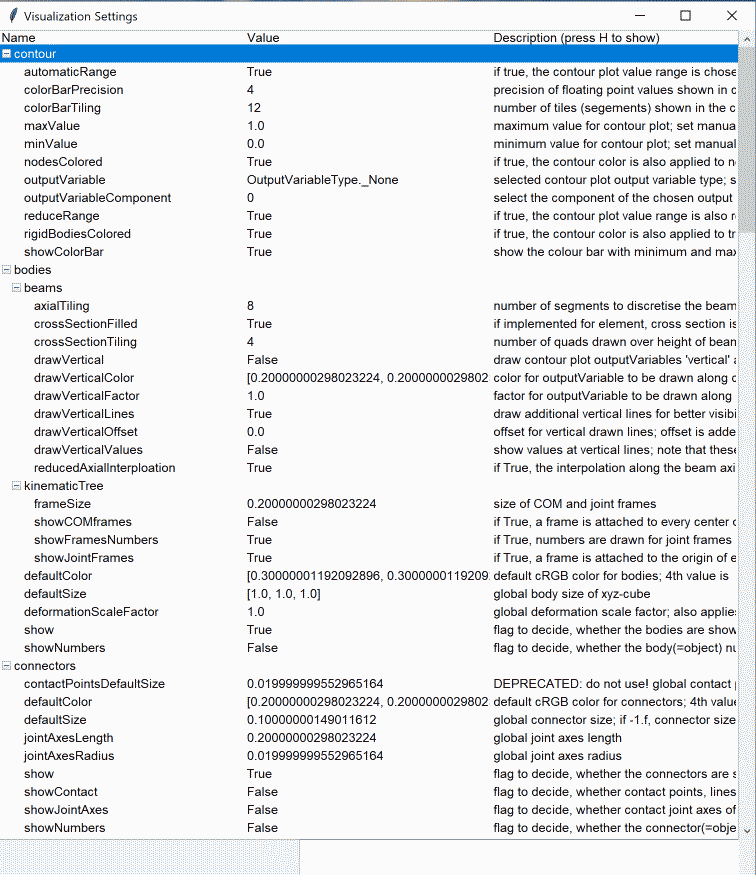 Visualization Settings
Name Value Description (press H to show)
contour
automaticRange True if true, the contour plot value range is chose
colorBarPrecision 4 precision of floating point values shown in c
colorBarTiling 12 number of tiles (segements) shown in the c
maxValue 1.0 maximum value for contour plot; set manua
minValue 0.0 minimum value for contour plot; set manual
nodesColored True if true, the contour color is also applied to n
outputVariable OutputVariableType._None selected contour plot output variable type; s
outputVariableComponent 0 select the component of the chosen output
reduceRange True if true, the contour plot value range is also r
rigidBodiesColored True if true, the contour color is also applied to tr
showColorBar True show the colour bar with minimum and max
bodies
beams
axialTiling 8 number of segments to discretise the beam
crossSectionFilled True if implemented for element, cross section is
crossSectionTiling 4 number of quads drawn over height of bean
drawVertical False draw contour plot outputVariables 'vertical' a
drawVerticalColor [0.20000000298023224, 0.2000000029802 color for outputVariable to be drawn along c
drawVerticalFactor 1.0 factor for outputVariable to be drawn along
drawVerticalLines True draw additional vertical lines for better visibi
drawVerticalOffset 0.0 offset for vertical drawn lines; offset is adde
drawVerticalValues False show values at vertical lines; note that these
reducedAxialInterploation True if True, the interpolation along the beam axi
kinematicTree
frameSize 0.20000000298023224 size of COM and joint frames
showCOMframes False if True, a frame is attached to every center c
showFramesNumbers True if True, numbers are drawn for joint frames
showJointFrames True if True, a frame is attached to the origin of e
defaultColor [0.30000001192092896, 0.3000000119209 default cRGB color for bodies; 4th value is
defaultSize [1.0, 1.0, 1.0] global body size of xyz-cube
deformationScaleFactor 1.0 global deformation scale factor; also applie
show True flag to decide, whether the bodies are show
showNumbers False flag to decide, whether the body(=object) nu
connectors
contactPointsDefaultSize 0.019999999552965164 DEPRECATED: do not use! global contact p
defaultColor [0.20000000298023224, 0.2000000029802 default cRGB color for connectors; 4th value
defaultSize 0.10000000149011612 global connector size; if -1.f, connector size
jointAxesLength 0.20000000298023224 global joint axes length
jointAxesRadius 0.019999999552965164 global joint axes radius
show True flag to decide, whether the connectors are s
showContact False flag to decide, whether contact points, lines
showJointAxes False flag to decide, whether contact joint axes of
showNumbers False flag to decide, whether the connector(=obje